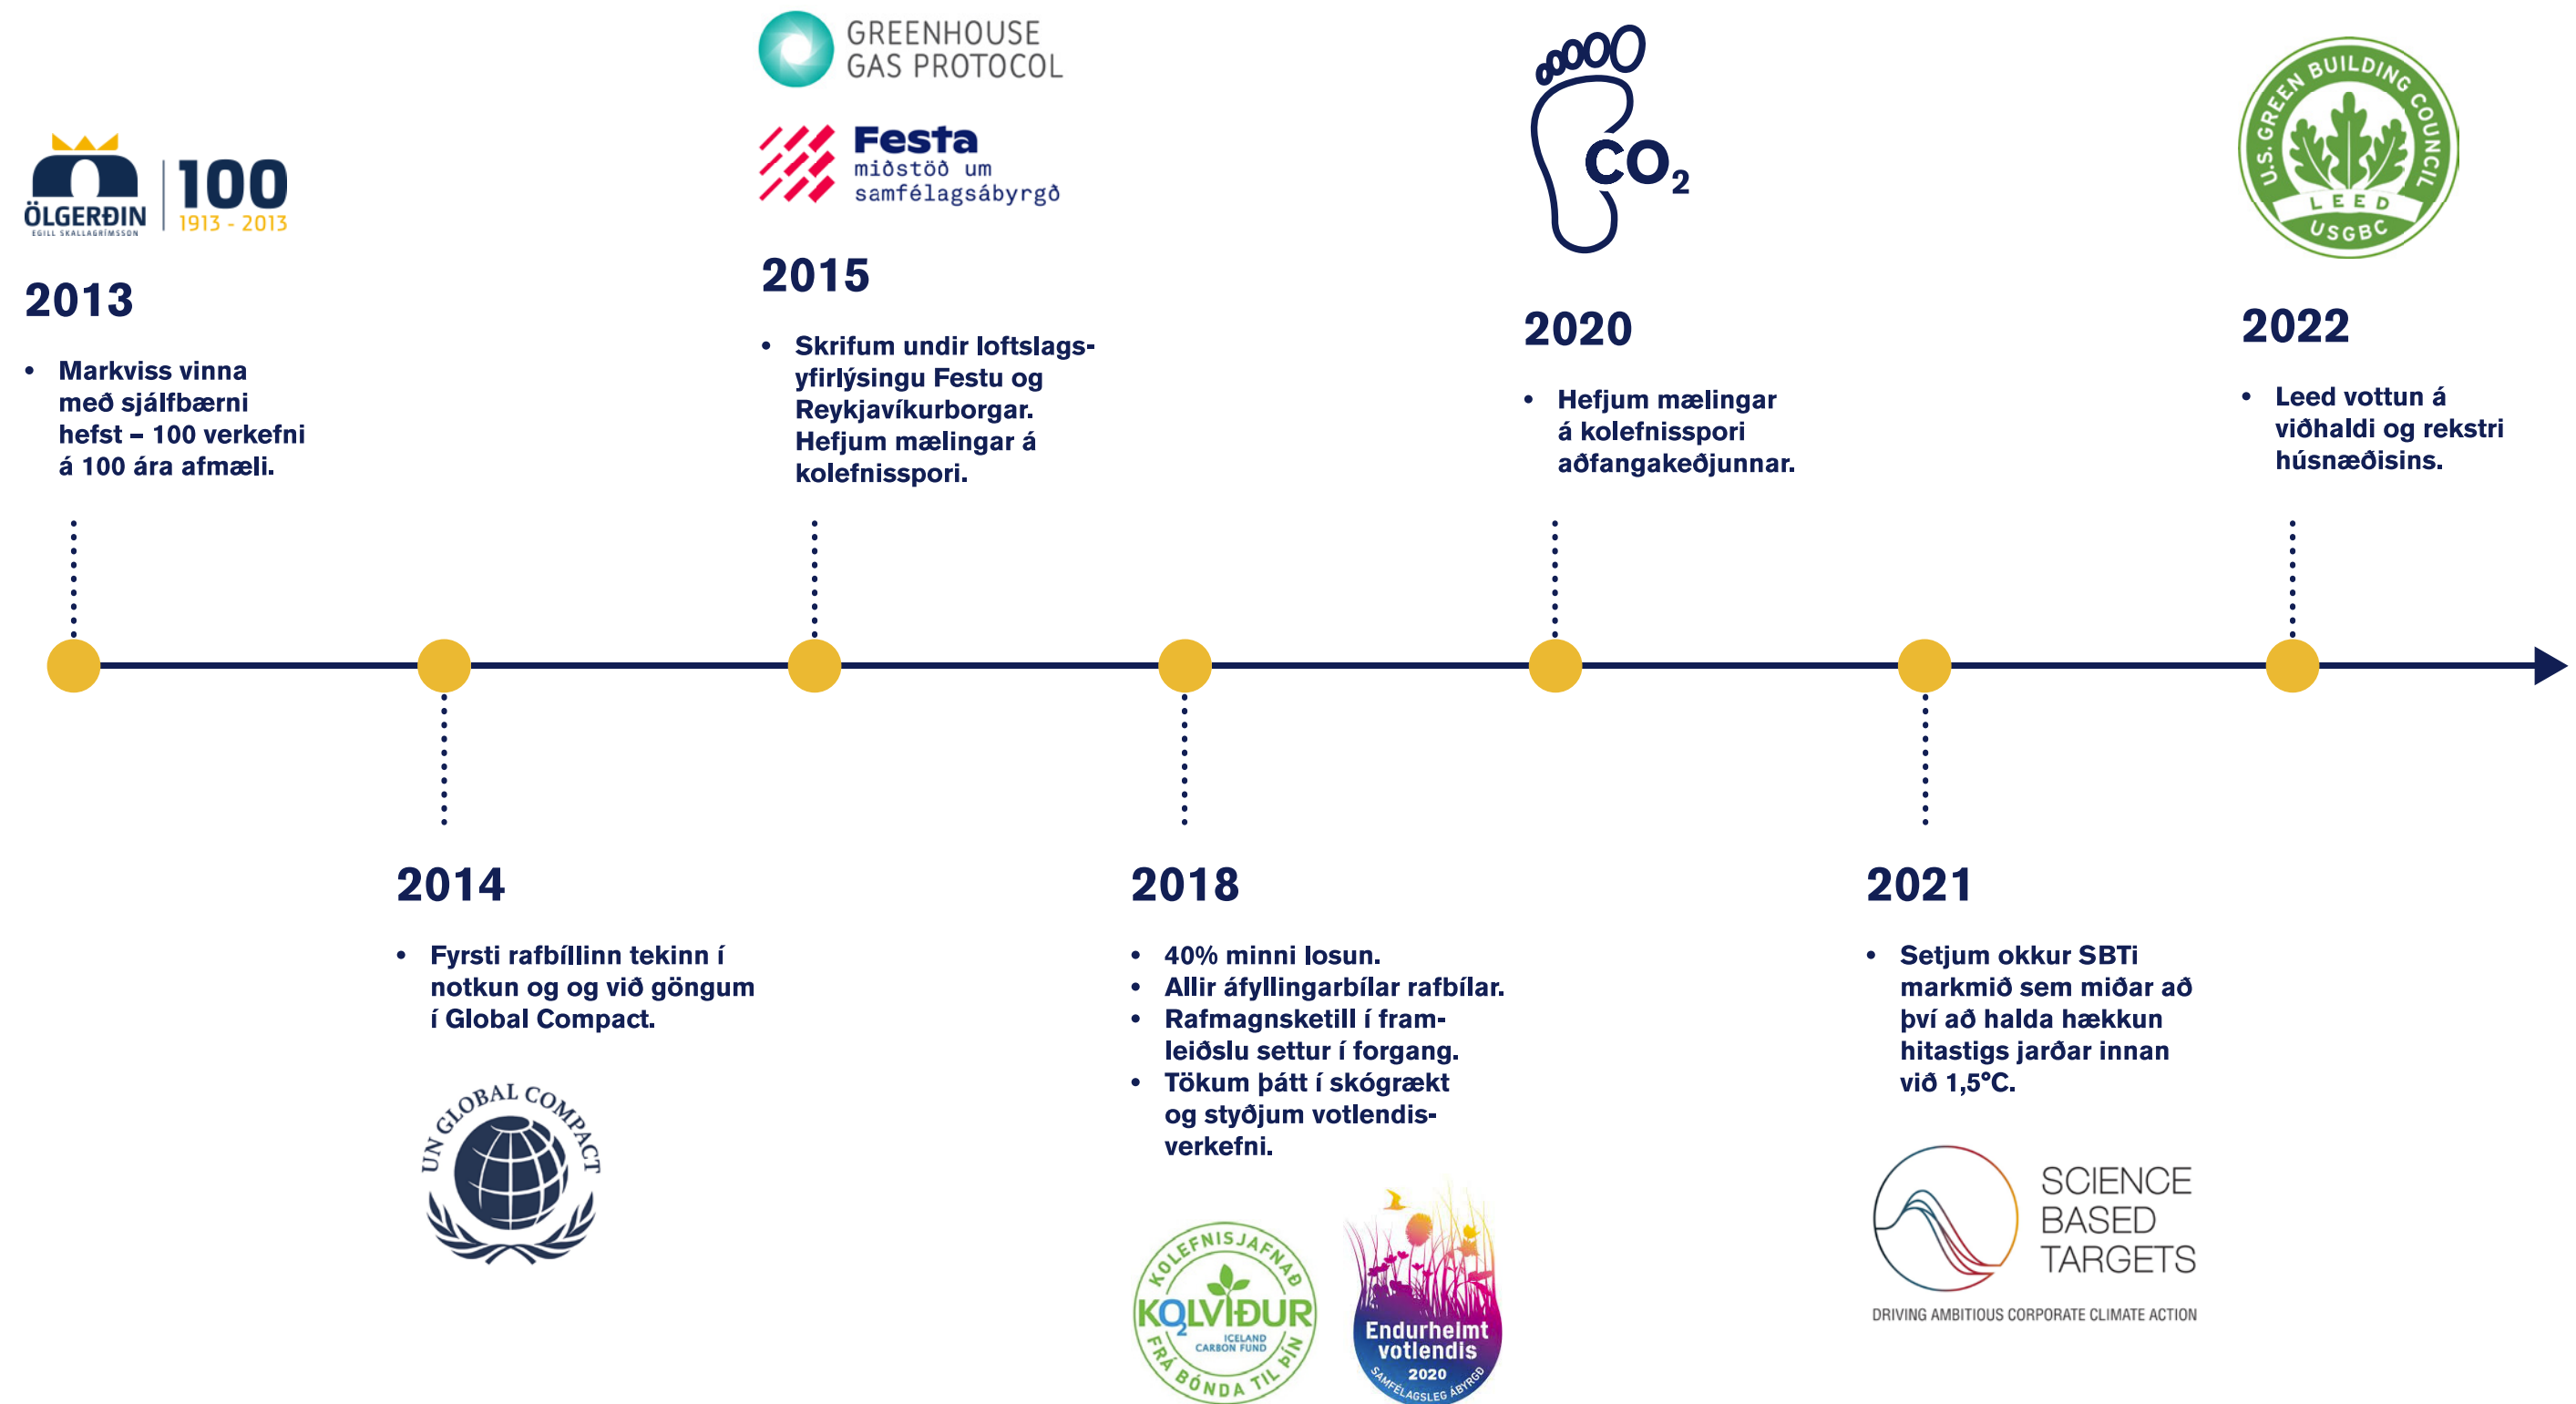 ÖLGERÐIN
EGILL SKALLAGRÍMSSON
100
1913 - 2013
2013
• Markviss vinna
með sjálfbærni
hefst – 100 verkefni
á 100 ára afmæli.
2014
• Fyrsti rafbíllinn tekinn í
notkun og og við göngum
í Global Compact.
UN GLOBAL COMPACT
GREENHOUSE
GAS PROTOCOL
Festa
miðstöð um
samfélagsábyrgð
2015
• Skrifum undir loftslags-
yfirlýsingu Festu og
Reykjavíkurborgar.
Hefjum mælingar á
kolefnisspori.
2018
• 40% minni losun.
• Allir áfyllingarbílar rafbílar.
• Rafmagnsketill í fram-
leiðslu settur í forgang.
• Tökum þátt í skógrækt
og styðjum votlendis-
verkefni.
KOLEFNISJAFNAÐ
KO2LVIÐUR
ICELAND
CARBON FUND
FRÁ BÓNDA TIL ÞÍN
Endurheimt
votlendis
2020
SAMFÉLAGSLEG ÁBYRGÐ
CO2
2020
• Hefjum mælingar
á kolefnisspori
aðfangakeðjunnar.
2021
• Setjum okkur SBTi
markmið sem miðar að
því að halda hækkun
hitastigs jarðar innan
við 1,5°C.
SCIENCE
BASED
TARGETS
DRIVING AMBITIOUS CORPORATE CLIMATE ACTION
U.S. GREEN BUILDING COUNCIL
LEED
USGBC
2022
• Leed vottun á
viðhaldi og rekstri
húsnæðisins.